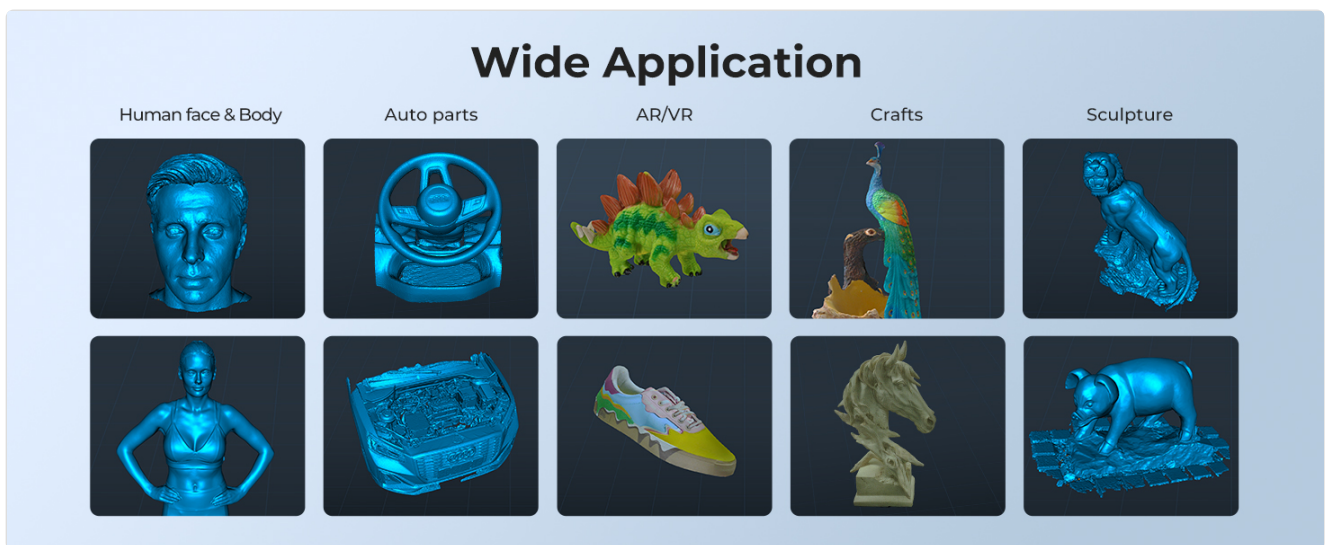 Wide Application
Human face & Body
Auto parts
AR/VR
Crafts
Sculpture